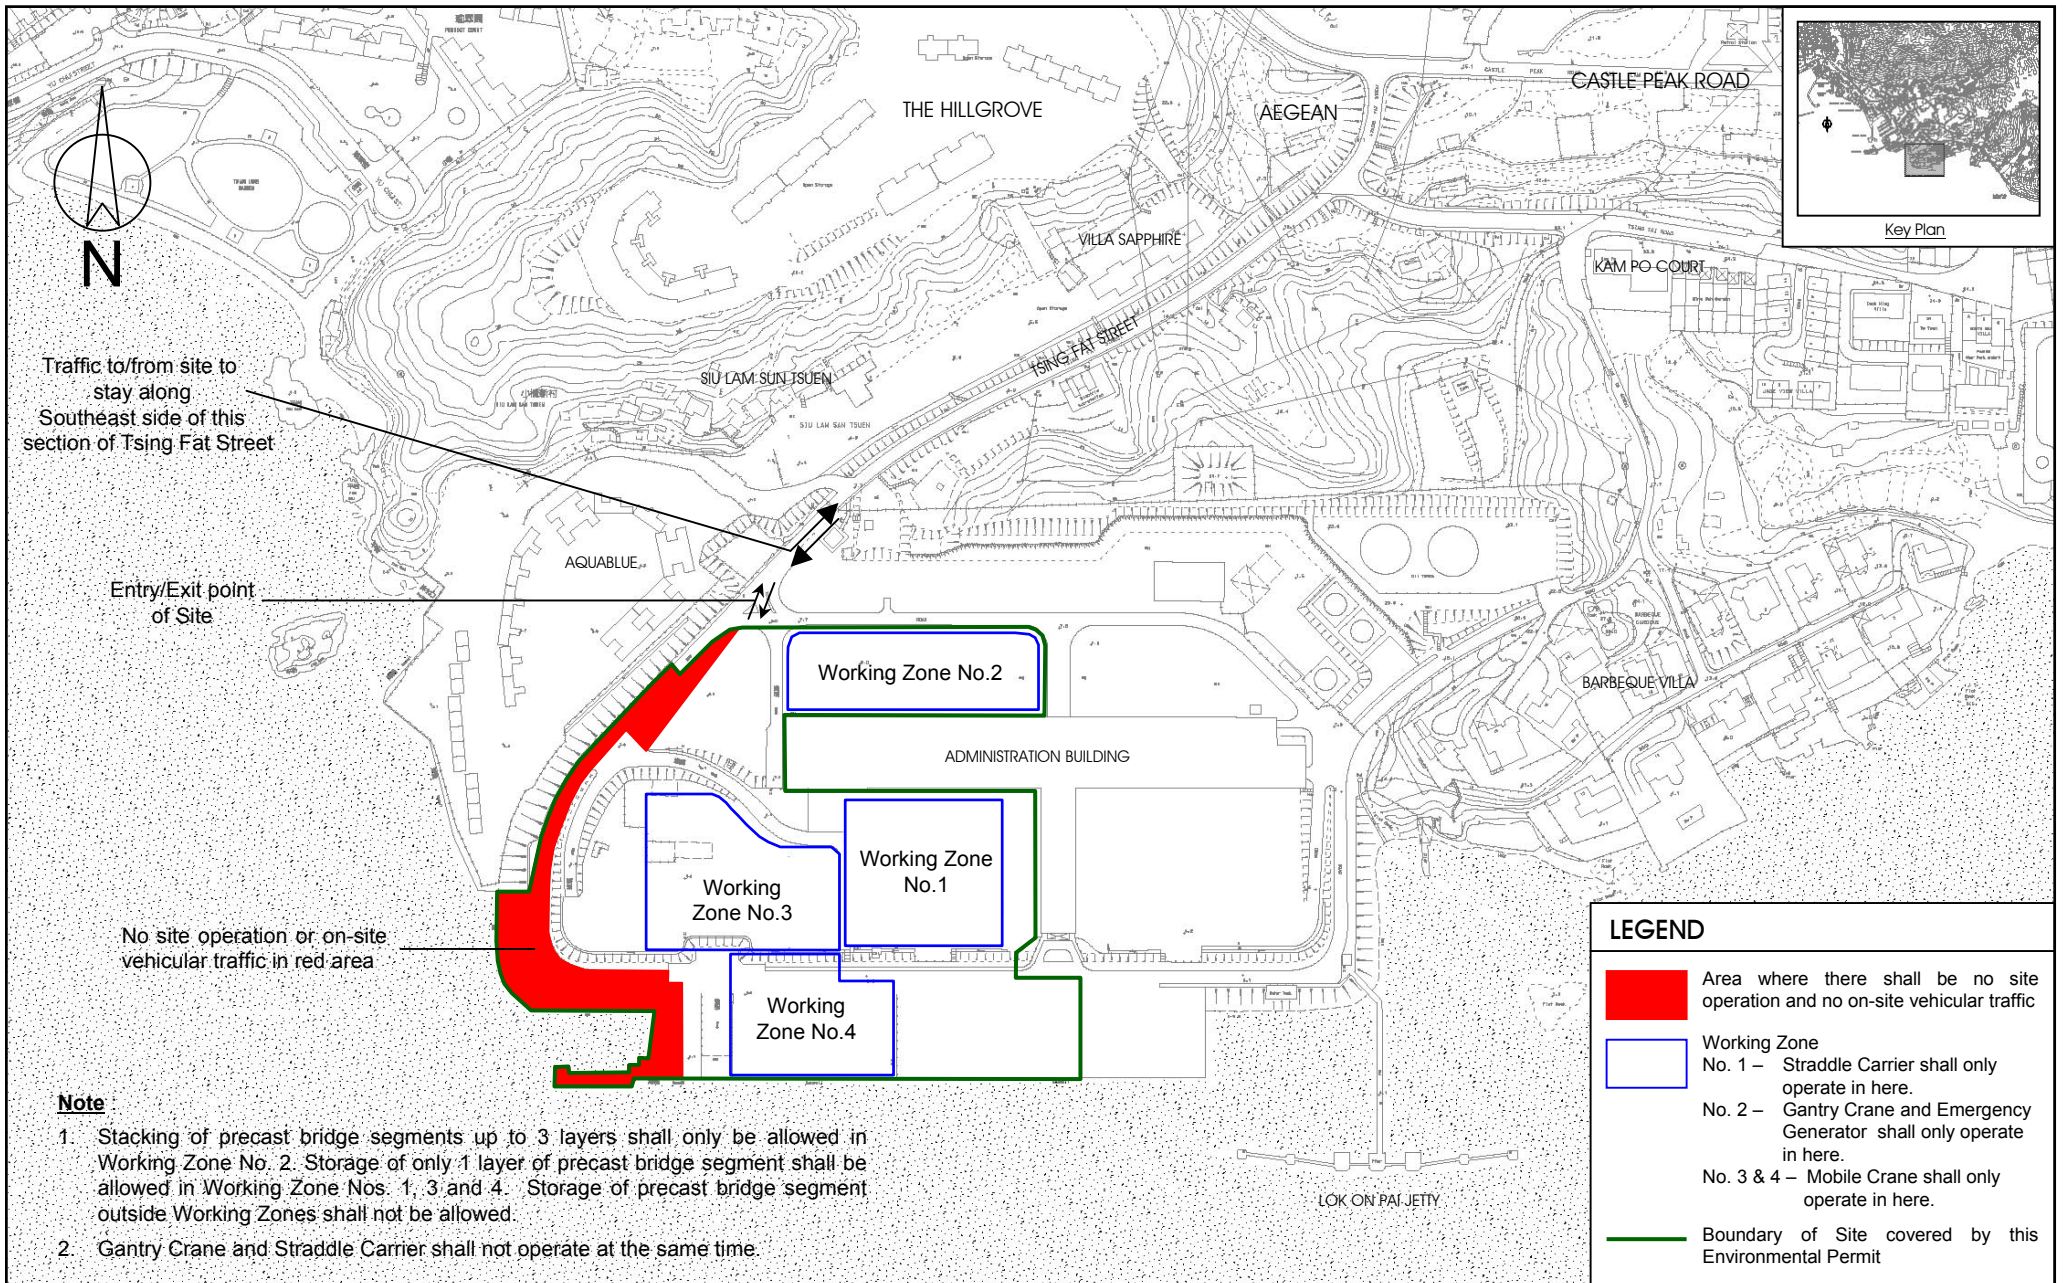 THE HILLGROVE
AEGEAN
CASTLE PEAK ROAD
Key Plan
N
YU CHUI STREET
VILLA SAPPHIRE
KAM PO COURT
TSING FAT STREET
SIU LAM SUN TSUEN
SIU LAM SAN TSUEN
Traffic to/from site to
stay along
Southeast side of this
section of Tsing Fat Street
AQUABLUE
Entry/Exit point
of Site
Working Zone No.2
BARBEQUE VILLA
ADMINISTRATION BUILDING
Working Zone
No.1
Working
Zone No.3
No site operation or on-site
vehicular traffic in red area
Working
Zone No.4
LOK ON PAI JETTY
Note
1. Stacking of precast bridge segments up to 3 layers shall only be allowed in
Working Zone No. 2. Storage of only 1 layer of precast bridge segment shall be
allowed in Working Zone Nos. 1, 3 and 4. Storage of precast bridge segment
outside Working Zones shall not be allowed.
2. Gantry Crane and Straddle Carrier shall not operate at the same time.
LEGEND
Area where there shall be no site
operation and no on-site vehicular traffic
Working Zone
No. 1 – Straddle Carrier shall only
operate in here.
No. 2 – Gantry Crane and Emergency
Generator shall only operate
in here.
No. 3 & 4 – Mobile Crane shall only
operate in here.
Boundary of Site covered by this
Environmental Permit